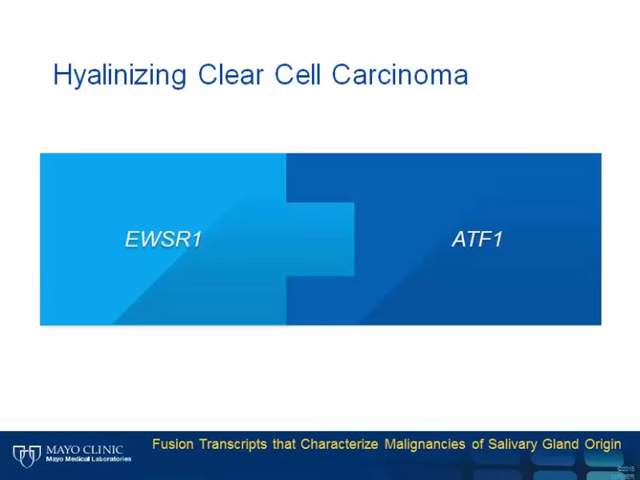 Hyalinizing Clear Cell Carcinoma
EWSR1
ATF1
Fusion Transcripts that Characterize Malignancies of Salivary Gland Origin
MAYO CLINIC
Mayo Medical Laboratories